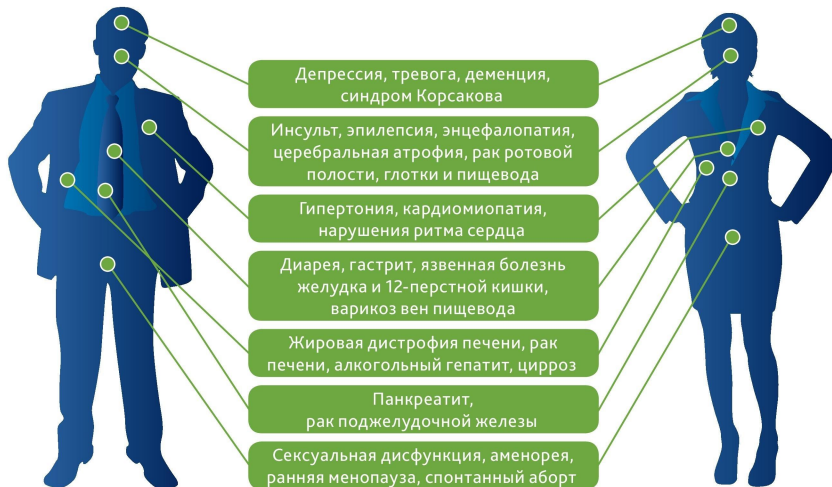 Депрессия, тревога, деменция,
синдром Корсакова
Инсульт, эпилепсия, энцефалопатия,
церебральная атрофия, рак ротовой
полости, глотки и пищевода
Гипертония, кардиомиопатия,
нарушения ритма сердца
Диарея, гастрит, язвенная болезнь
желудка и 12-перстной кишки,
варикоз вен пищевода
Жировая дистрофия печени, рак
печени, алкогольный гепатит, цирроз
Панкреатит,
рак поджелудочной железы
Сексуальная дисфункция, аменорея,
ранняя менопауза, спонтанный аборт